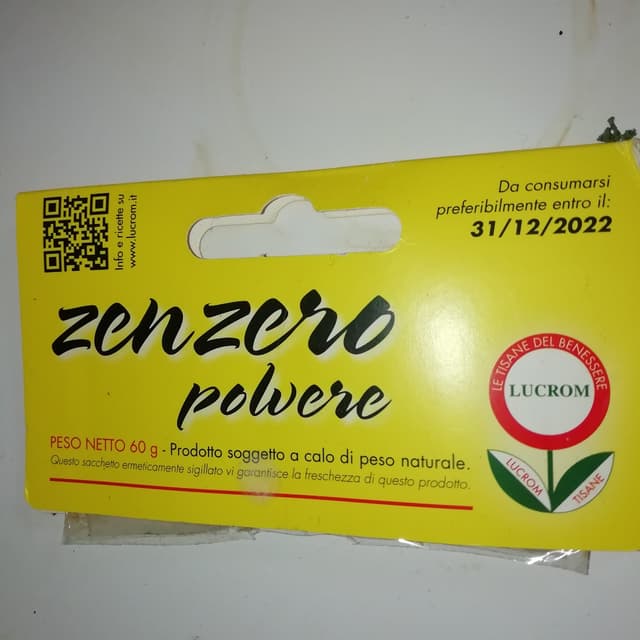 Info e ricette su
www.lucrom.it
Da consumarsi
preferibilmente entro il:
31/12/2022
zenzero
polvere
PESO NETTO 60 g - Prodotto soggetto a calo di peso naturale.
Questo sacchetto ermeticamente sigillato vi garantisce la freschezza di questo prodotto.
LE TISANE DEL BENESSERE
LUCROM
LUCROM
TISANE